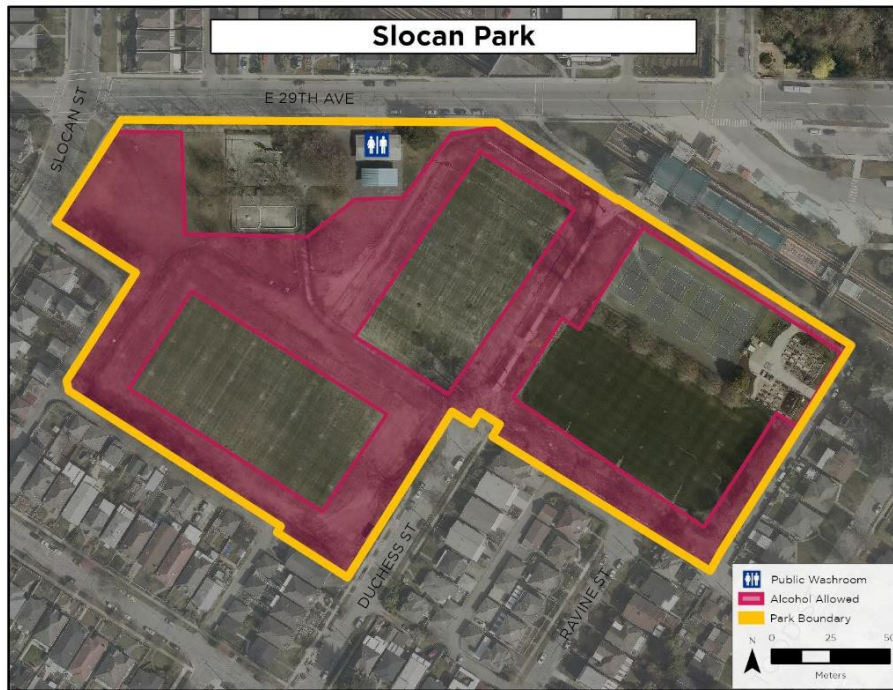 Slocan Park
E 29TH AVE
SLOCAN ST
DUCHESS ST
RAVINE ST
Public Washroom
Alcohol Allowed
Park Boundary
N
0 25 50
Meters